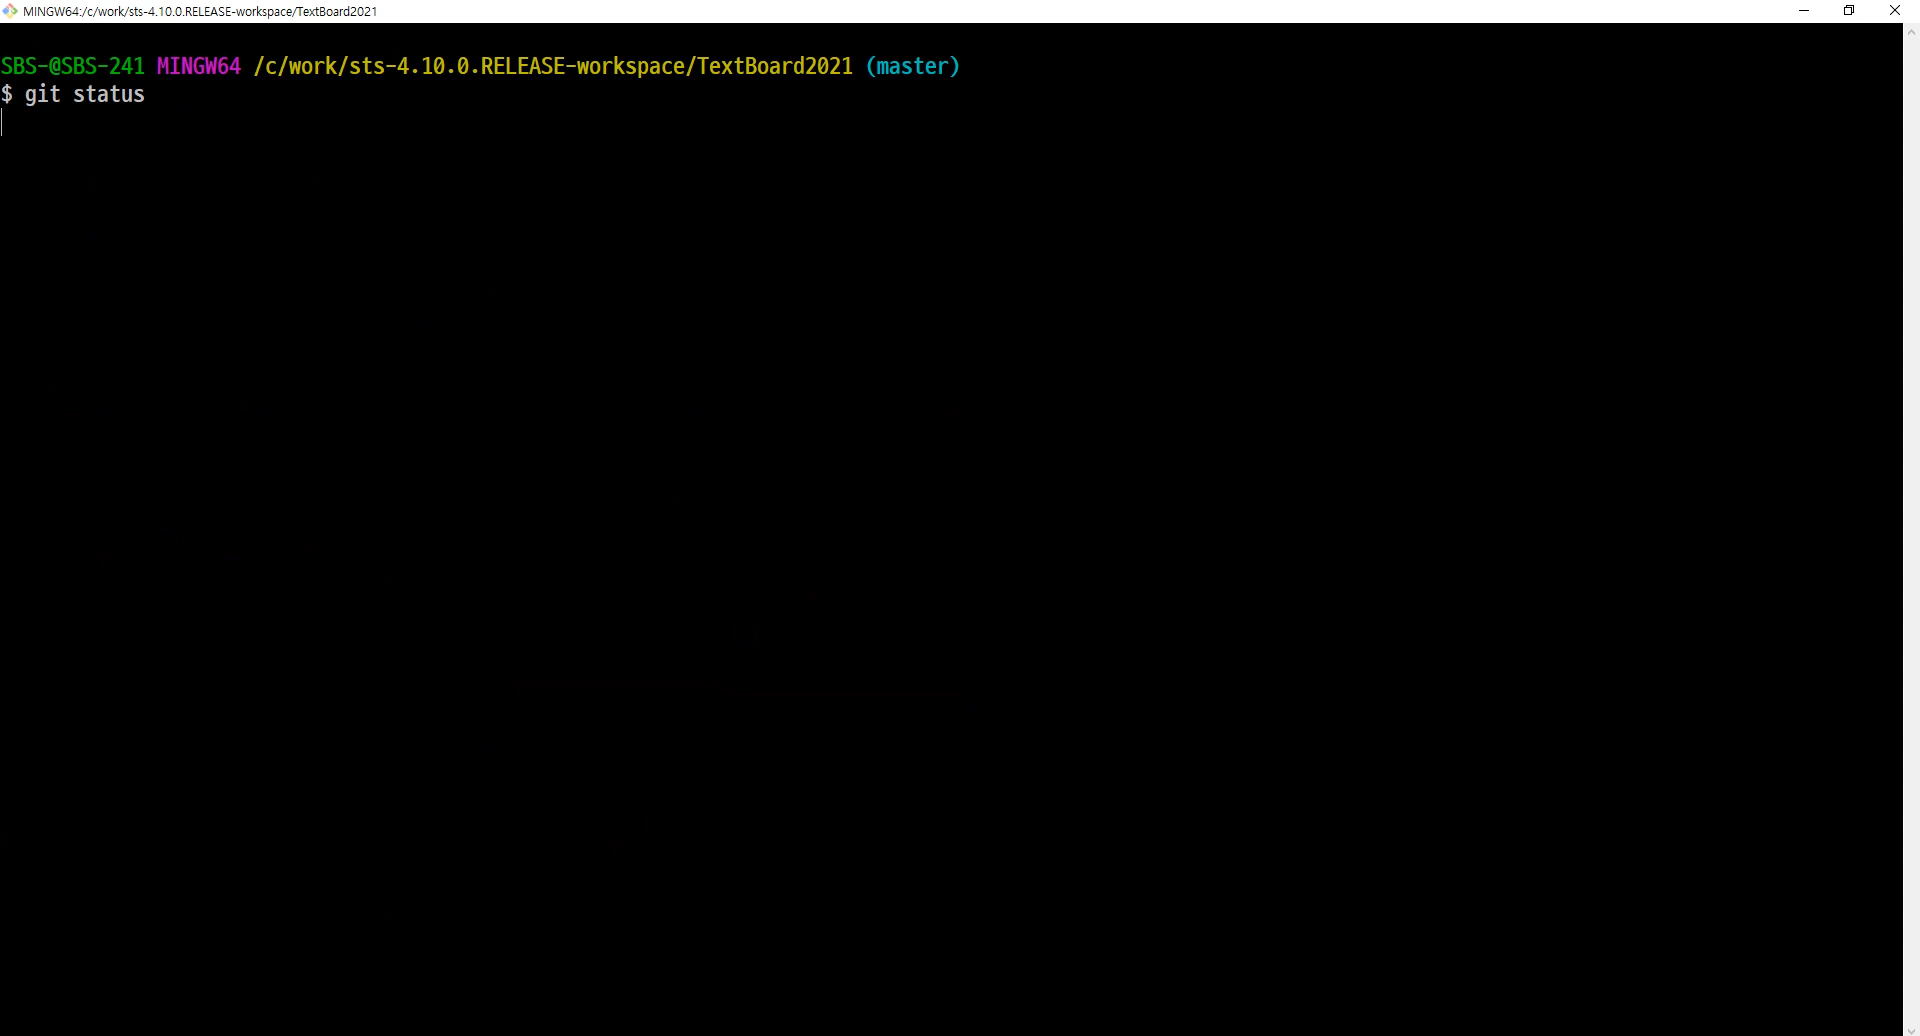 MINGW64:/c/work/sts-4.10.0.RELEASE-workspace/TextBoard2021
SBS-@SBS-241 MINGW64 /c/work/sts-4.10.0.RELEASE-workspace/TextBoard2021 (master)
$ git status